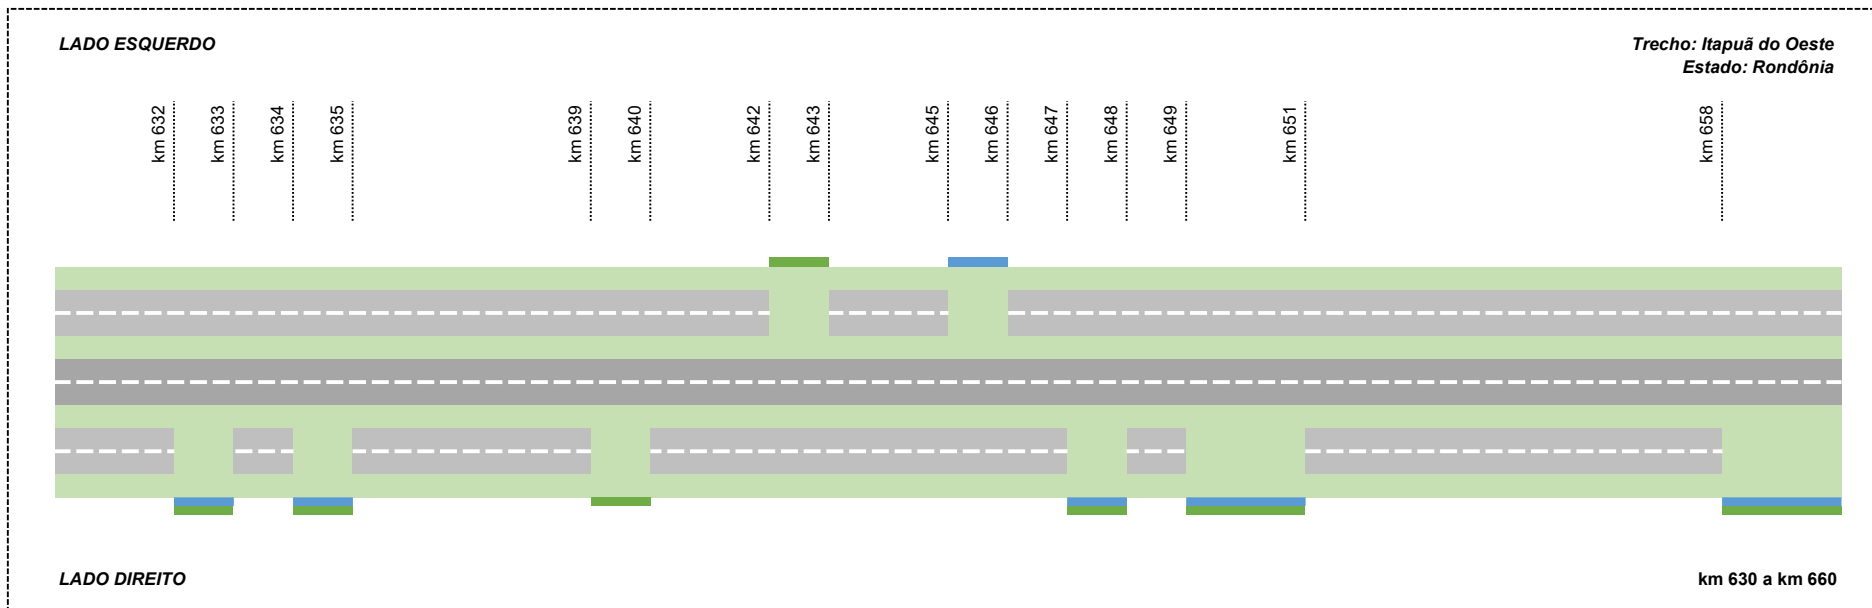 LADO ESQUERDO
Trecho: Itapuã do Oeste
Estado: Rondônia
km 632
km 633
km 634
km 635
km 639
km 640
km 642
km 643
km 645
km 646
km 647
km 648
km 649
km 651
km 658
LADO DIREITO
km 630 a km 660